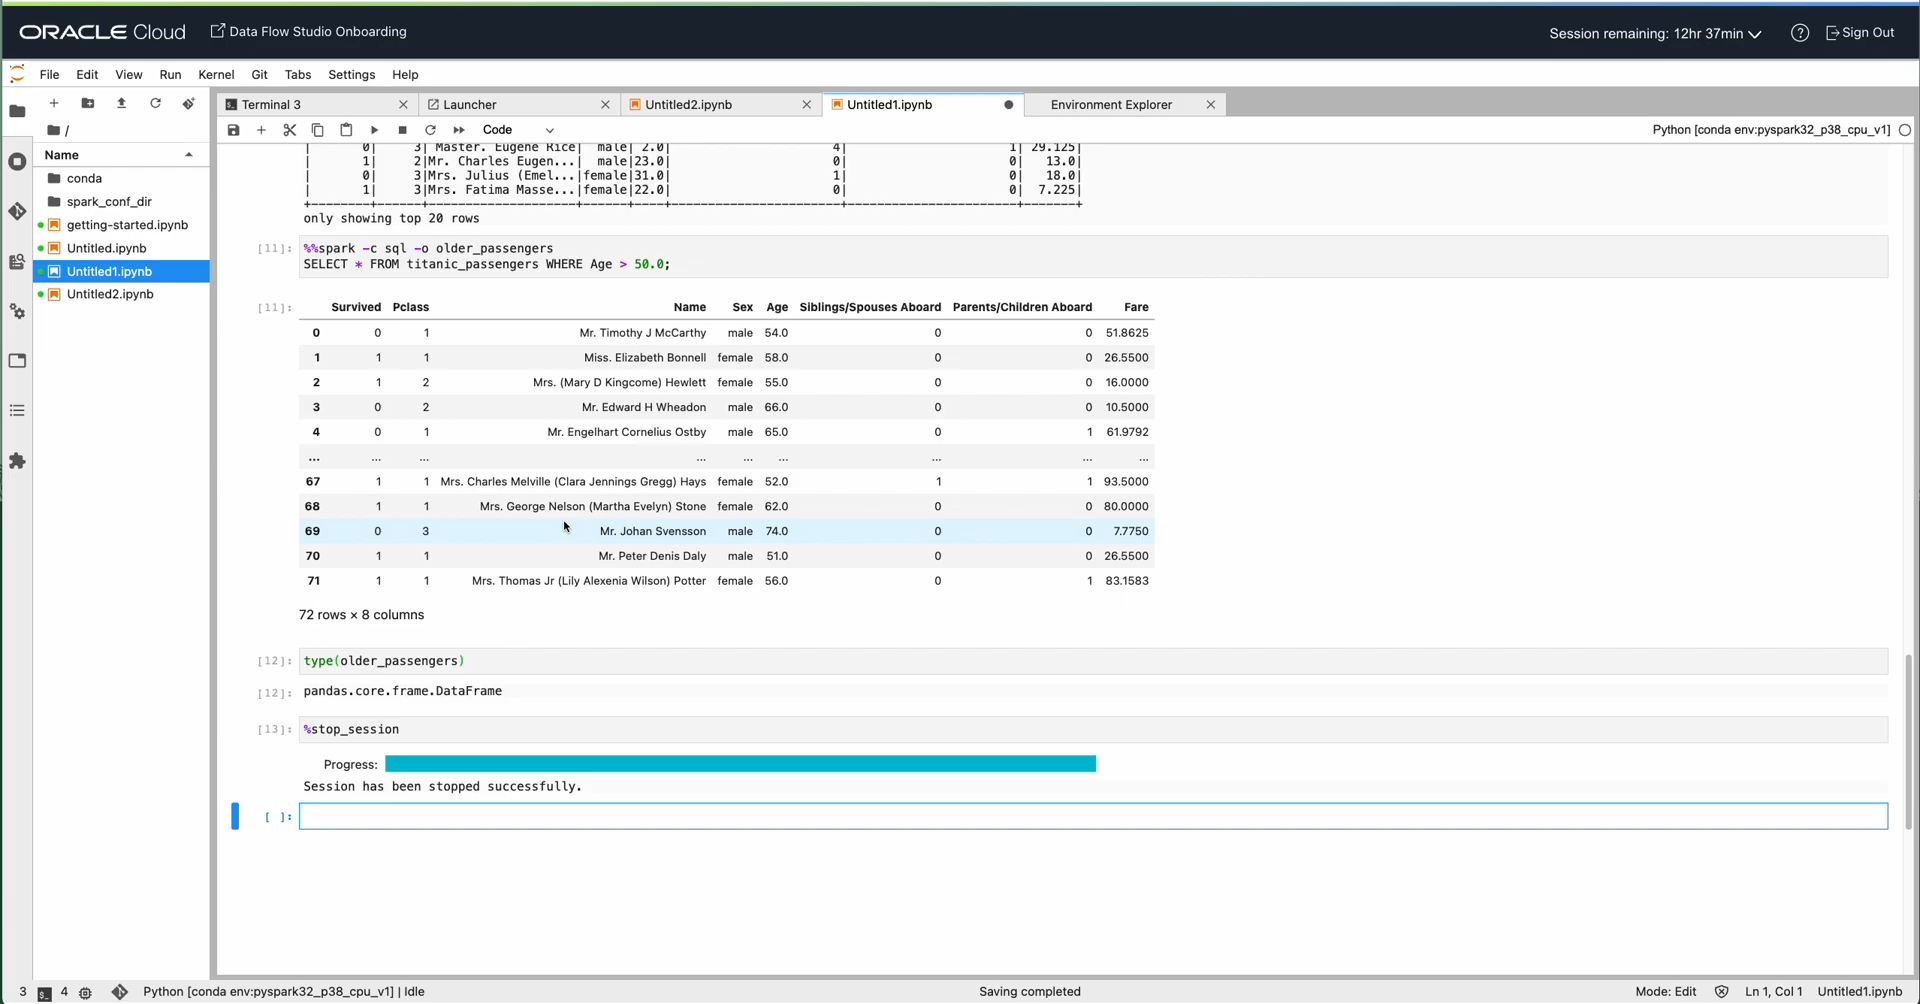 ORACLE Cloud Data Flow Studio Onboarding Session remaining: 12hr 37min Sign Out
File Edit View Run Kernel Git Tabs Settings Help
Terminal 3 Launcher Untitled2.ipynb Untitled1.ipynb Environment Explorer
Code Python [conda env:pyspark32_p38_cpu_v1]
/
Name
conda
spark_conf_dir
getting-started.ipynb
Untitled.ipynb
Untitled1.ipynb
Untitled2.ipynb
| 0| 3| Master. Eugene Rice| male| 2.0| 4| 1| 29.125|
| 1| 2|Mr. Charles Eugen...| male|23.0| 0| 0| 13.0|
| 0| 3|Mrs. Julius (Emel...|female|31.0| 1| 0| 18.0|
| 1| 3|Mrs. Fatima Masse...|female|22.0| 0| 0| 7.225|
only showing top 20 rows
[11]: %%spark -c sql -o older_passengers
SELECT * FROM titanic_passengers WHERE Age > 50.0;
[11]: Survived Pclass Name Sex Age Siblings/Spouses Aboard Parents/Children Aboard Fare
0 0 1 Mr. Timothy J McCarthy male 54.0 0 0 51.8625
1 1 1 Miss. Elizabeth Bonnell female 58.0 0 0 26.5500
2 1 2 Mrs. (Mary D Kingcome) Hewlett female 55.0 0 0 16.0000
3 0 2 Mr. Edward H Wheadon male 66.0 0 0 10.5000
4 0 1 Mr. Engelhart Cornelius Ostby male 65.0 0 1 61.9792
... ... ... ... ... ... ... ... ...
67 1 1 Mrs. Charles Melville (Clara Jennings Gregg) Hays female 52.0 1 1 93.5000
68 1 1 Mrs. George Nelson (Martha Evelyn) Stone female 62.0 0 0 80.0000
69 0 3 Mr. Johan Svensson male 74.0 0 0 7.7750
70 1 1 Mr. Peter Denis Daly male 51.0 0 0 26.5500
71 1 1 Mrs. Thomas Jr (Lily Alexenia Wilson) Potter female 56.0 0 1 83.1583
72 rows × 8 columns
[12]: type(older_passengers)
[12]: pandas.core.frame.DataFrame
[13]: %stop_session
Progress:
Session has been stopped successfully.
[ ]:
3 4 Python [conda env:pyspark32_p38_cpu_v1] | Idle Saving completed Mode: Edit Ln 1, Col 1 Untitled1.ipynb